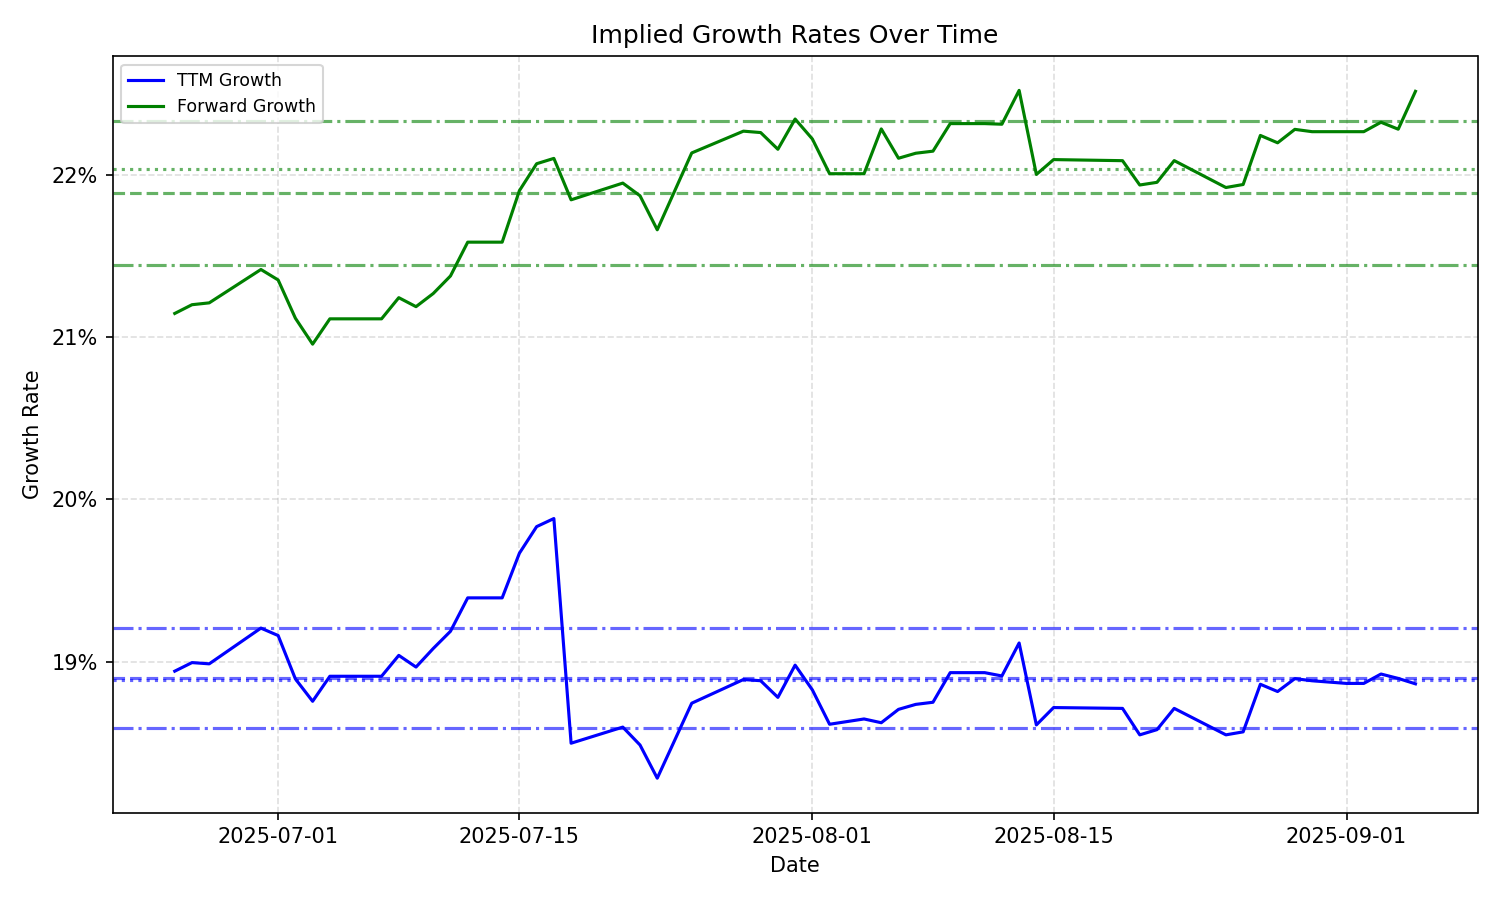 Implied Growth Rates Over Time
TTM Growth
Forward Growth
22%
21%
20%
19%
Growth Rate
2025-07-01
2025-07-15
2025-08-01
2025-08-15
2025-09-01
Date